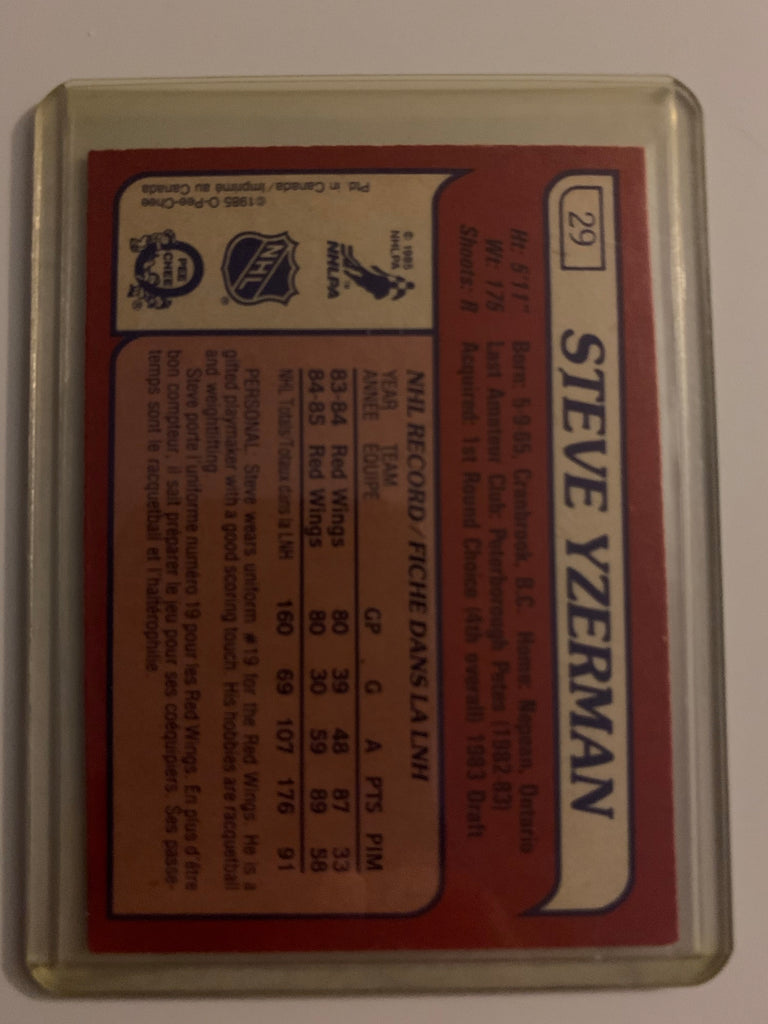 29
STEVE YZERMAN
Ht: 5'11" Born: 5-9-65, Cranbrook, B.C. Home: Nepean, Ontario
Wt: 175 Last Amateur Club: Peterborough Petes (1982-83)
Shoots: R Acquired: 1st Round Choice (4th overall) 1983 Draft
© 1985
NHLPA
NHLPA
NHL
®
O-PEE-CHEE
®
©1985 O-Pee-Chee
Ptd. in Canada/Imprimé au Canada
NHL RECORD/FICHE DANS LA LNH
YEAR TEAM
ANNÉE ÉQUIPE GP G A PTS PIM
83-84 Red Wings 80 39 48 87 33
84-85 Red Wings 80 30 59 89 58
NHL Totals/Totaux dans la LNH 160 69 107 176 91
PERSONAL: Steve wears uniform #19 for the Red Wings. He is a
gifted playmaker with a good scoring touch. His hobbies are racquetball
and weightlifting.
Steve porte l'uniforme numéro 19 pour les Red Wings. En plus d'être
bon compteur, il sait préparer le jeu pour ses coéquipiers. Ses passe-
temps sont le racquetball et l'haltérophilie.